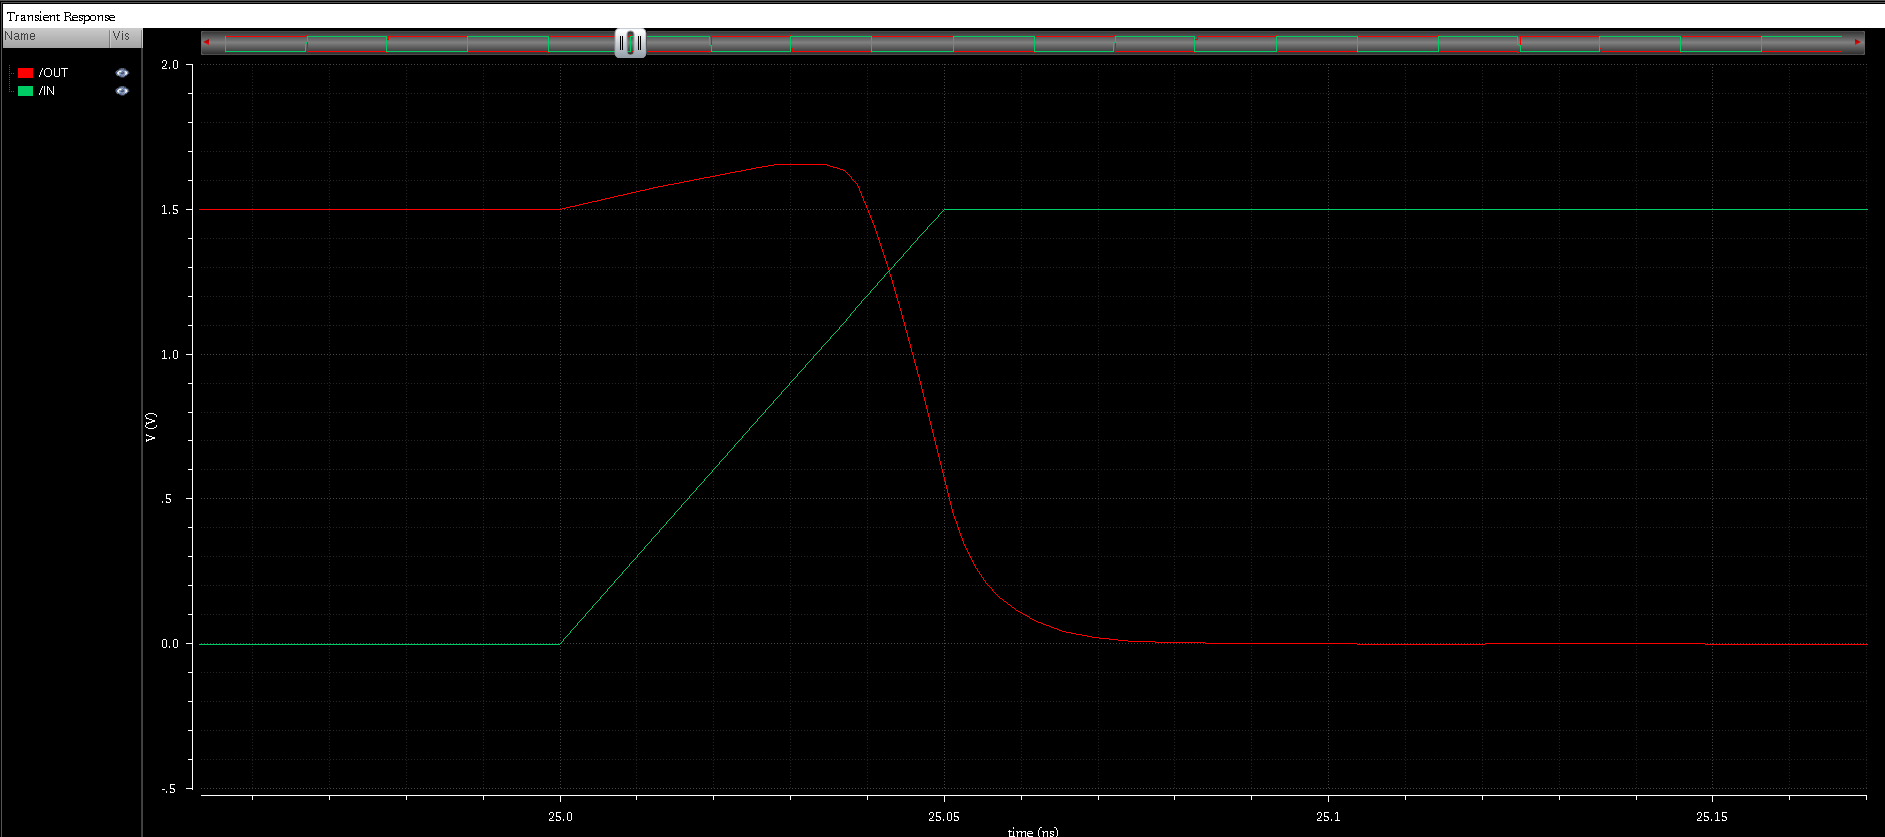 Transient Response
Name Vis
/OUT
/IN
2.0
1.5
1.0
.5
0.0
-.5
V (V)
25.0 25.05 25.1 25.15
time (ns)